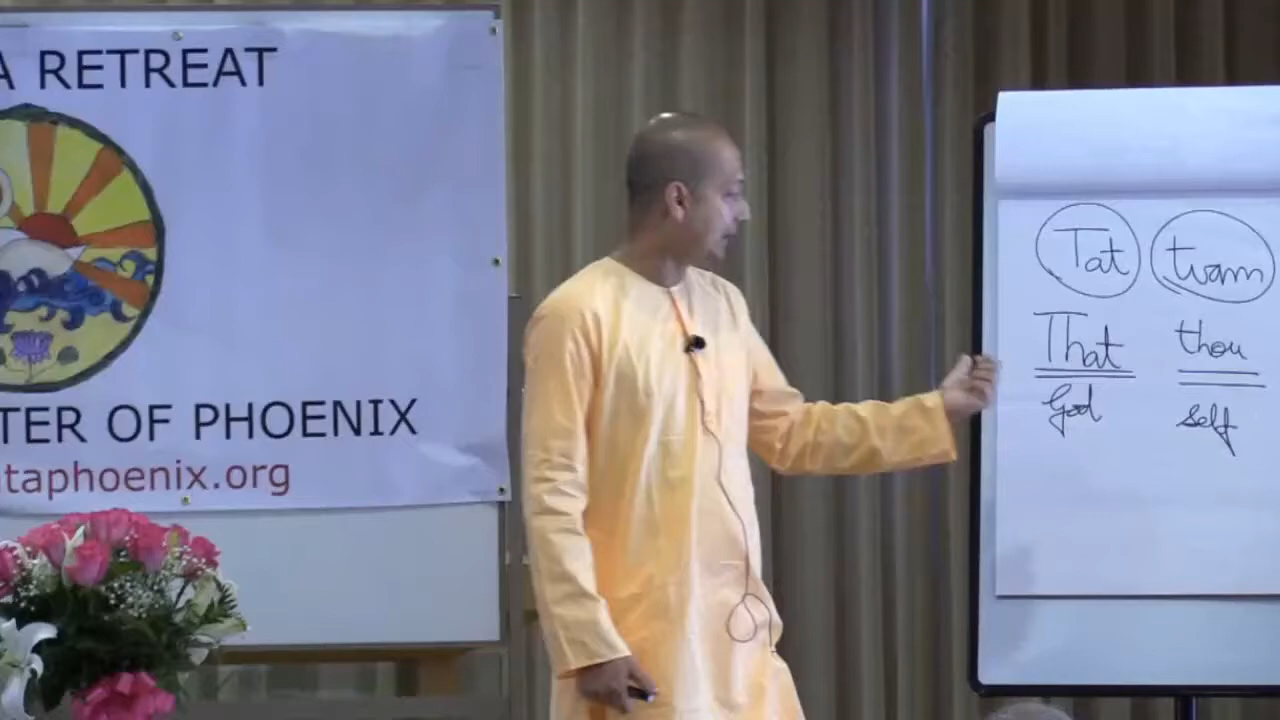 A RETREAT
TER OF PHOENIX
taphoenix.org
Tat twam
That thou
God self